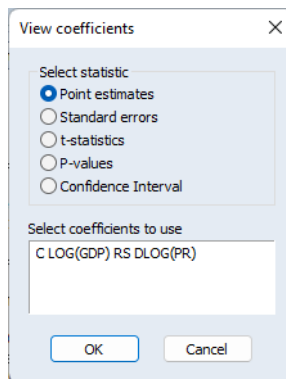 View coefficients
Select statistic
Point estimates
Standard errors
t-statistics
P-values
Confidence Interval
Select coefficients to use
C LOG(GDP) RS DLOG(PR)
OK Cancel